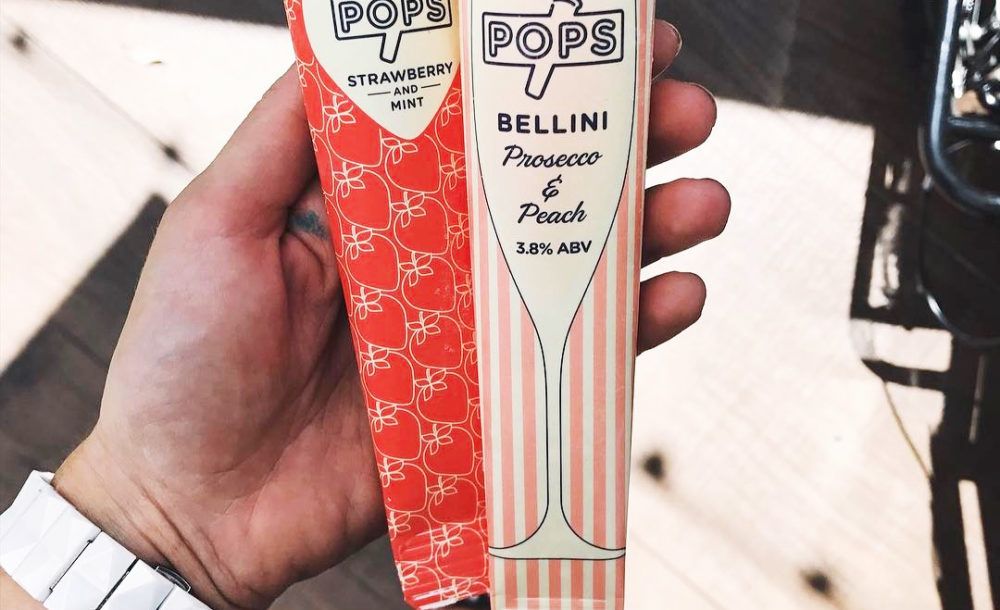 POPS
STRAWBERRY
AND
MINT
POPS
BELLINI
Prosecco
&
Peach
3.8% ABV